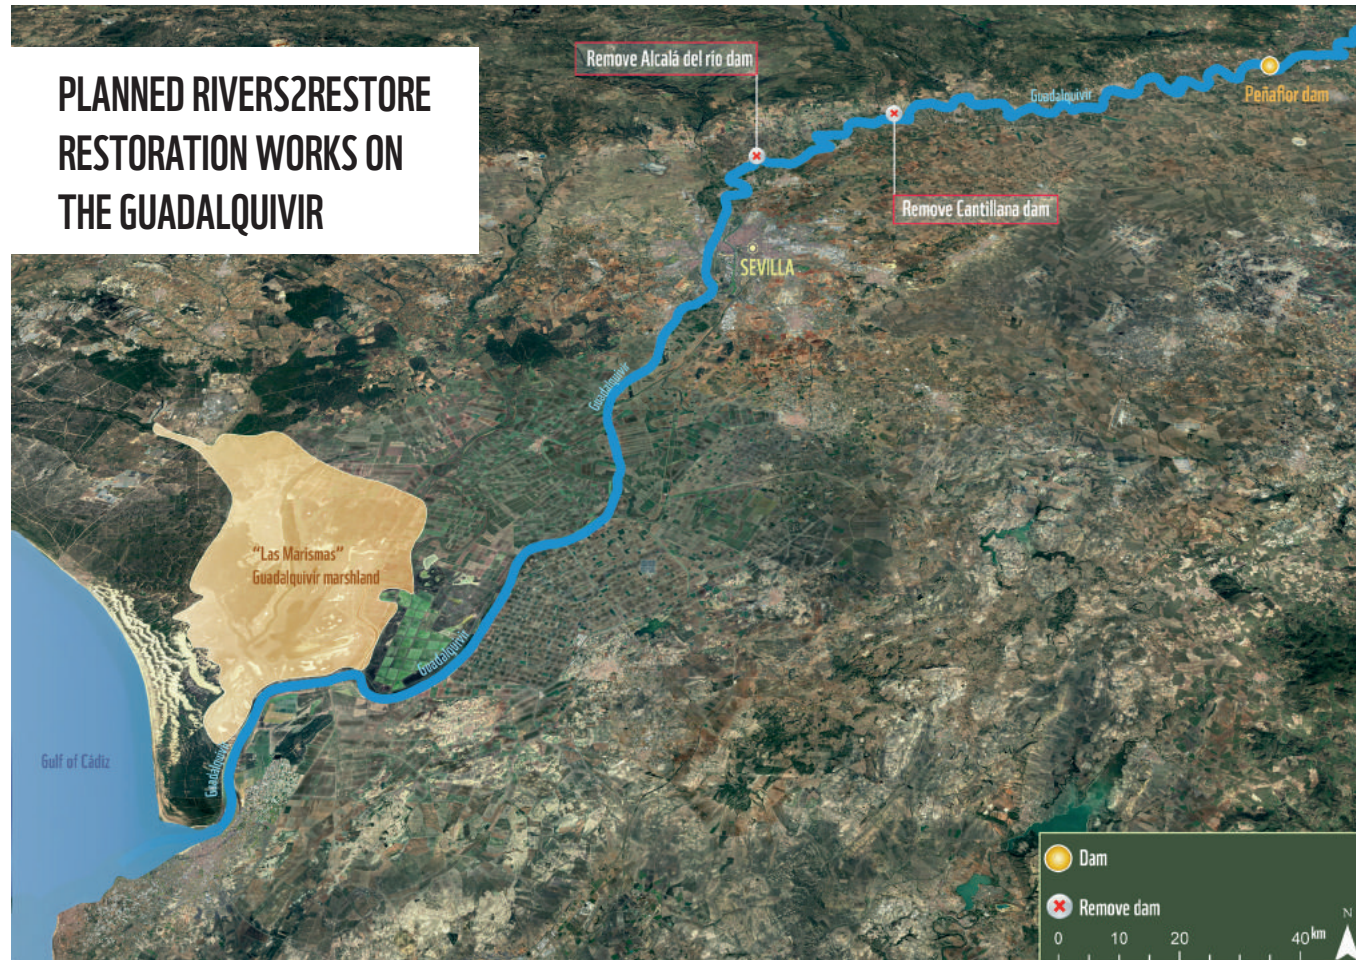 PLANNED RIVERS2RESTORE
RESTORATION WORKS ON
THE GUADALQUIVIR
Remove Alcalá del río dam
Guadalquivir
Peñaflor dam
Remove Cantillana dam
SEVILLA
Guadalquivir
"Las Marismas"
Guadalquivir marshland
Guadalquivir
Gulf of Cádiz
Guadalquivir
Dam
Remove dam
N
0 10 20 40 km